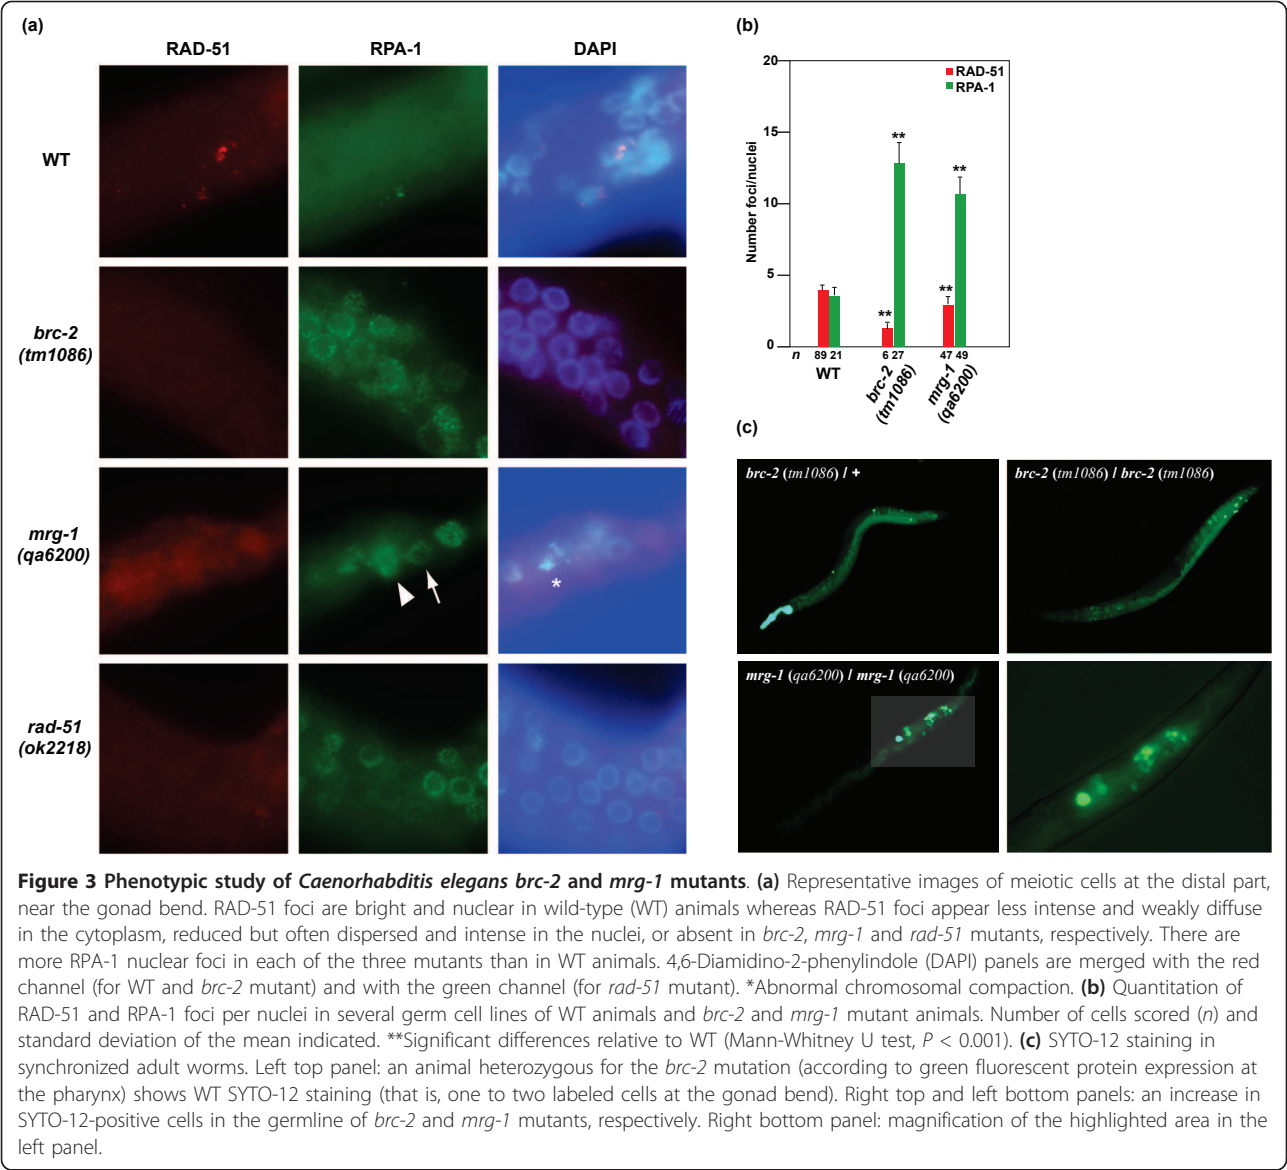 (a)
RAD-51 RPA-1 DAPI
WT
brc-2
(tm1086)
mrg-1
(qa6200)
*
rad-51
(ok2218)
(b)
20
15
10
5
0
Number foci/nuclei
RAD-51
RPA-1
**
**
**
**
n 89 21 6 27 47 49
WT
brc-2
(tm1086)
mrg-1
(qa6200)
(c)
brc-2 (tm1086) / +
brc-2 (tm1086) / brc-2 (tm1086)
mrg-1 (qa6200) / mrg-1 (qa6200)
Figure 3 Phenotypic study of Caenorhabditis elegans brc-2 and mrg-1 mutants. (a) Representative images of meiotic cells at the distal part,
near the gonad bend. RAD-51 foci are bright and nuclear in wild-type (WT) animals whereas RAD-51 foci appear less intense and weakly diffuse
in the cytoplasm, reduced but often dispersed and intense in the nuclei, or absent in brc-2, mrg-1 and rad-51 mutants, respectively. There are
more RPA-1 nuclear foci in each of the three mutants than in WT animals. 4,6-Diamidino-2-phenylindole (DAPI) panels are merged with the red
channel (for WT and brc-2 mutant) and with the green channel (for rad-51 mutant). *Abnormal chromosomal compaction. (b) Quantitation of
RAD-51 and RPA-1 foci per nuclei in several germ cell lines of WT animals and brc-2 and mrg-1 mutant animals. Number of cells scored (n) and
standard deviation of the mean indicated. **Significant differences relative to WT (Mann-Whitney U test, P < 0.001). (c) SYTO-12 staining in
synchronized adult worms. Left top panel: an animal heterozygous for the brc-2 mutation (according to green fluorescent protein expression at
the pharynx) shows WT SYTO-12 staining (that is, one to two labeled cells at the gonad bend). Right top and left bottom panels: an increase in
SYTO-12-positive cells in the germline of brc-2 and mrg-1 mutants, respectively. Right bottom panel: magnification of the highlighted area in the
left panel.